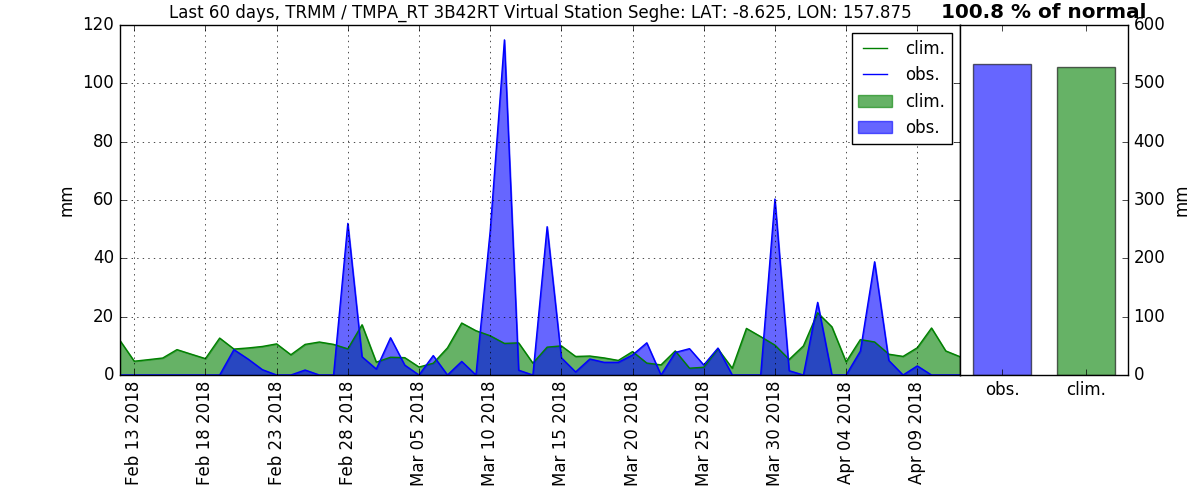 Last 60 days, TRMM / TMPA_RT 3B42RT Virtual Station Seghe: LAT: -8.625, LON: 157.875
100.8 % of normal
120
100
80
60
40
20
0
mm
clim.
obs.
clim.
obs.
600
500
400
300
200
100
0
mm
obs.
clim.
Feb 13 2018
Feb 18 2018
Feb 23 2018
Feb 28 2018
Mar 05 2018
Mar 10 2018
Mar 15 2018
Mar 20 2018
Mar 25 2018
Mar 30 2018
Apr 04 2018
Apr 09 2018